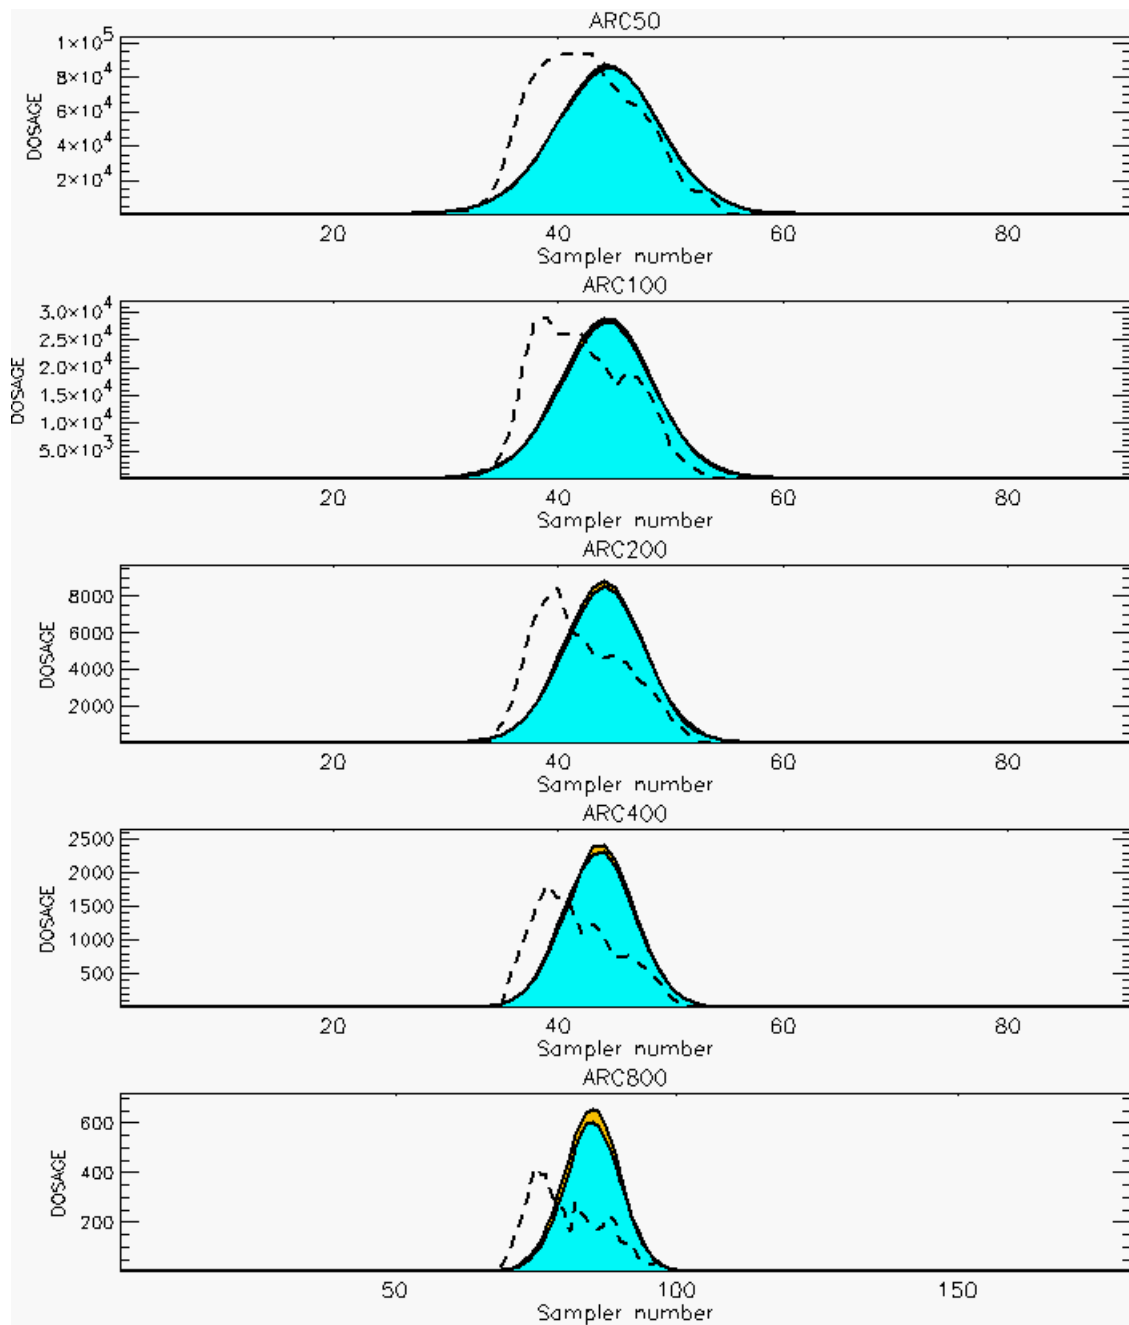 ARC50
1×10^5
8×10^4
6×10^4
4×10^4
2×10^4
DOSAGE
20 40 60 80
Sampler number
ARC100
3.0×10^4
2.5×10^4
2.0×10^4
1.5×10^4
1.0×10^4
5.0×10^3
DOSAGE
20 40 60 80
Sampler number
ARC200
8000
6000
4000
2000
DOSAGE
20 40 60 80
Sampler number
ARC400
2500
2000
1500
1000
500
DOSAGE
20 40 60 80
Sampler number
ARC800
600
400
200
DOSAGE
50 100 150
Sampler number